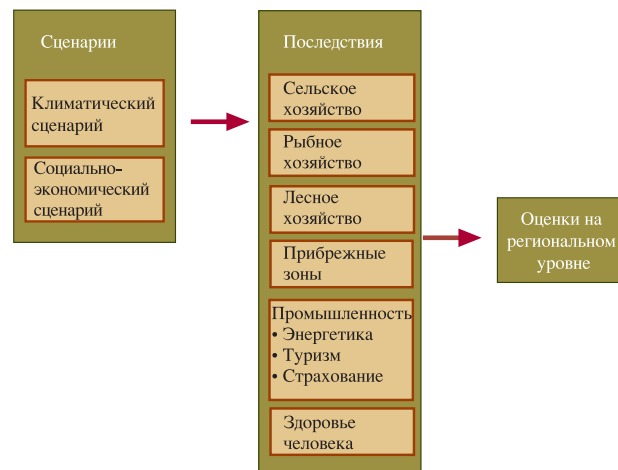 Сценарии
Климатический
сценарий
Социально-
экономический
сценарий
Последствия
Сельское
хозяйство
Рыбное
хозяйство
Лесное
хозяйство
Прибрежные
зоны
Промышленность
• Энергетика
• Туризм
• Страхование
Здоровье
человека
Оценки на
региональном
уровне